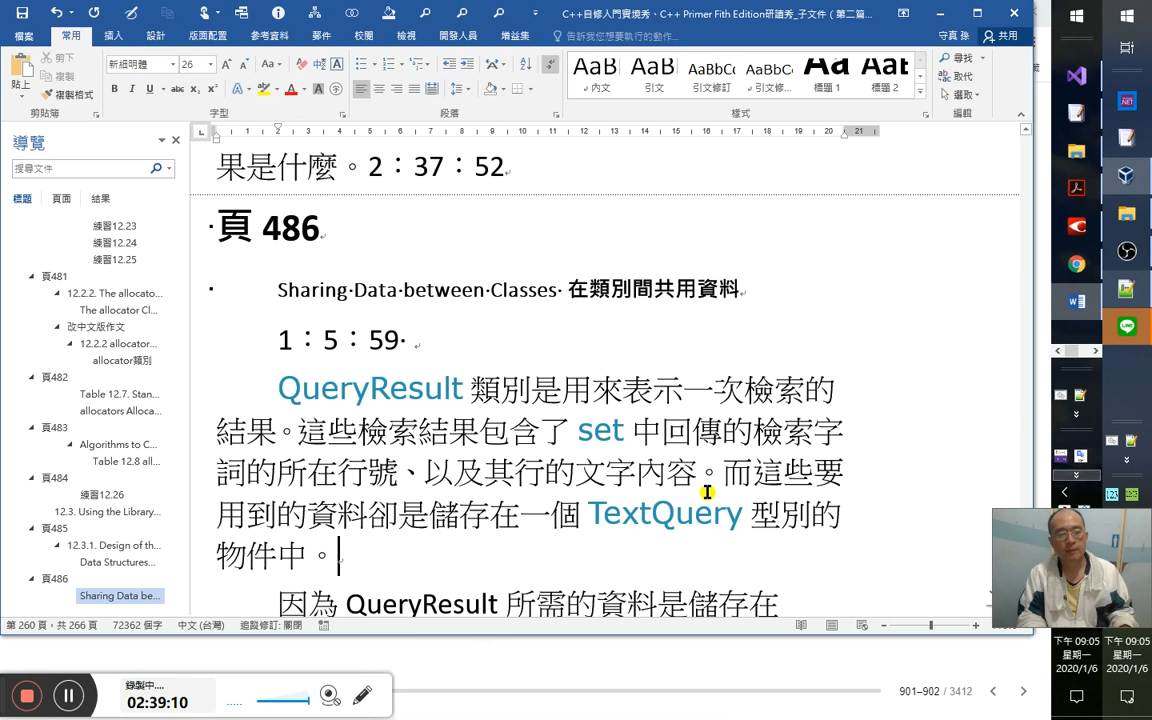 C++自修入門實境秀、C++ Primer Fith Edition研讀秀_子文件（第二篇...
檔案 常用 插入 設計 版面配置 參考資料 郵件 校閱 檢視 開發人員 增益集 告訴我您想要執行的動作... 守真 孫 共用
貼上 剪下 複製 複製格式
新細明體 26
剪貼簿 字型 段落 樣式 編輯
AaB AaB AaBbC AaBbC AaB AaB
內文 引文 引文修訂 引文修... 標題 1 標題 2
尋找 取代 選取
導覽
搜尋文件
標題 頁面 結果
練習12.23
練習12.24
練習12.25
頁481
12.2.2. The allocato...
The allocator Cl...
改中文版作文
12.2.2 allocator...
allocator類別
頁482
Table 12.7. Stan...
allocators Alloca...
頁483
Algorithms to C...
Table 12.8 all...
頁484
練習12.26
12.3. Using the Library...
頁485
12.3.1. Design of th...
Data Structures...
頁486
Sharing Data be...
果是什麼。2：37：52
頁 486
Sharing Data between Classes 在類別間共用資料
1：5：59
QueryResult 類別是用來表示一次檢索的
結果。這些檢索結果包含了 set 中回傳的檢索字
詞的所在行號、以及其行的文字內容。而這些要
用到的資料卻是儲存在一個 TextQuery 型別的
物件中。
因為 QueryResult 所需的資料是儲存在
第 260 頁，共 266 頁 72362 個字 中文 (台灣) 追蹤修訂: 關閉
錄製中....
02:39:10
901–902 / 3412
下午 09:05
星期一
2020/1/6
下午 09:05
星期一
2020/1/6